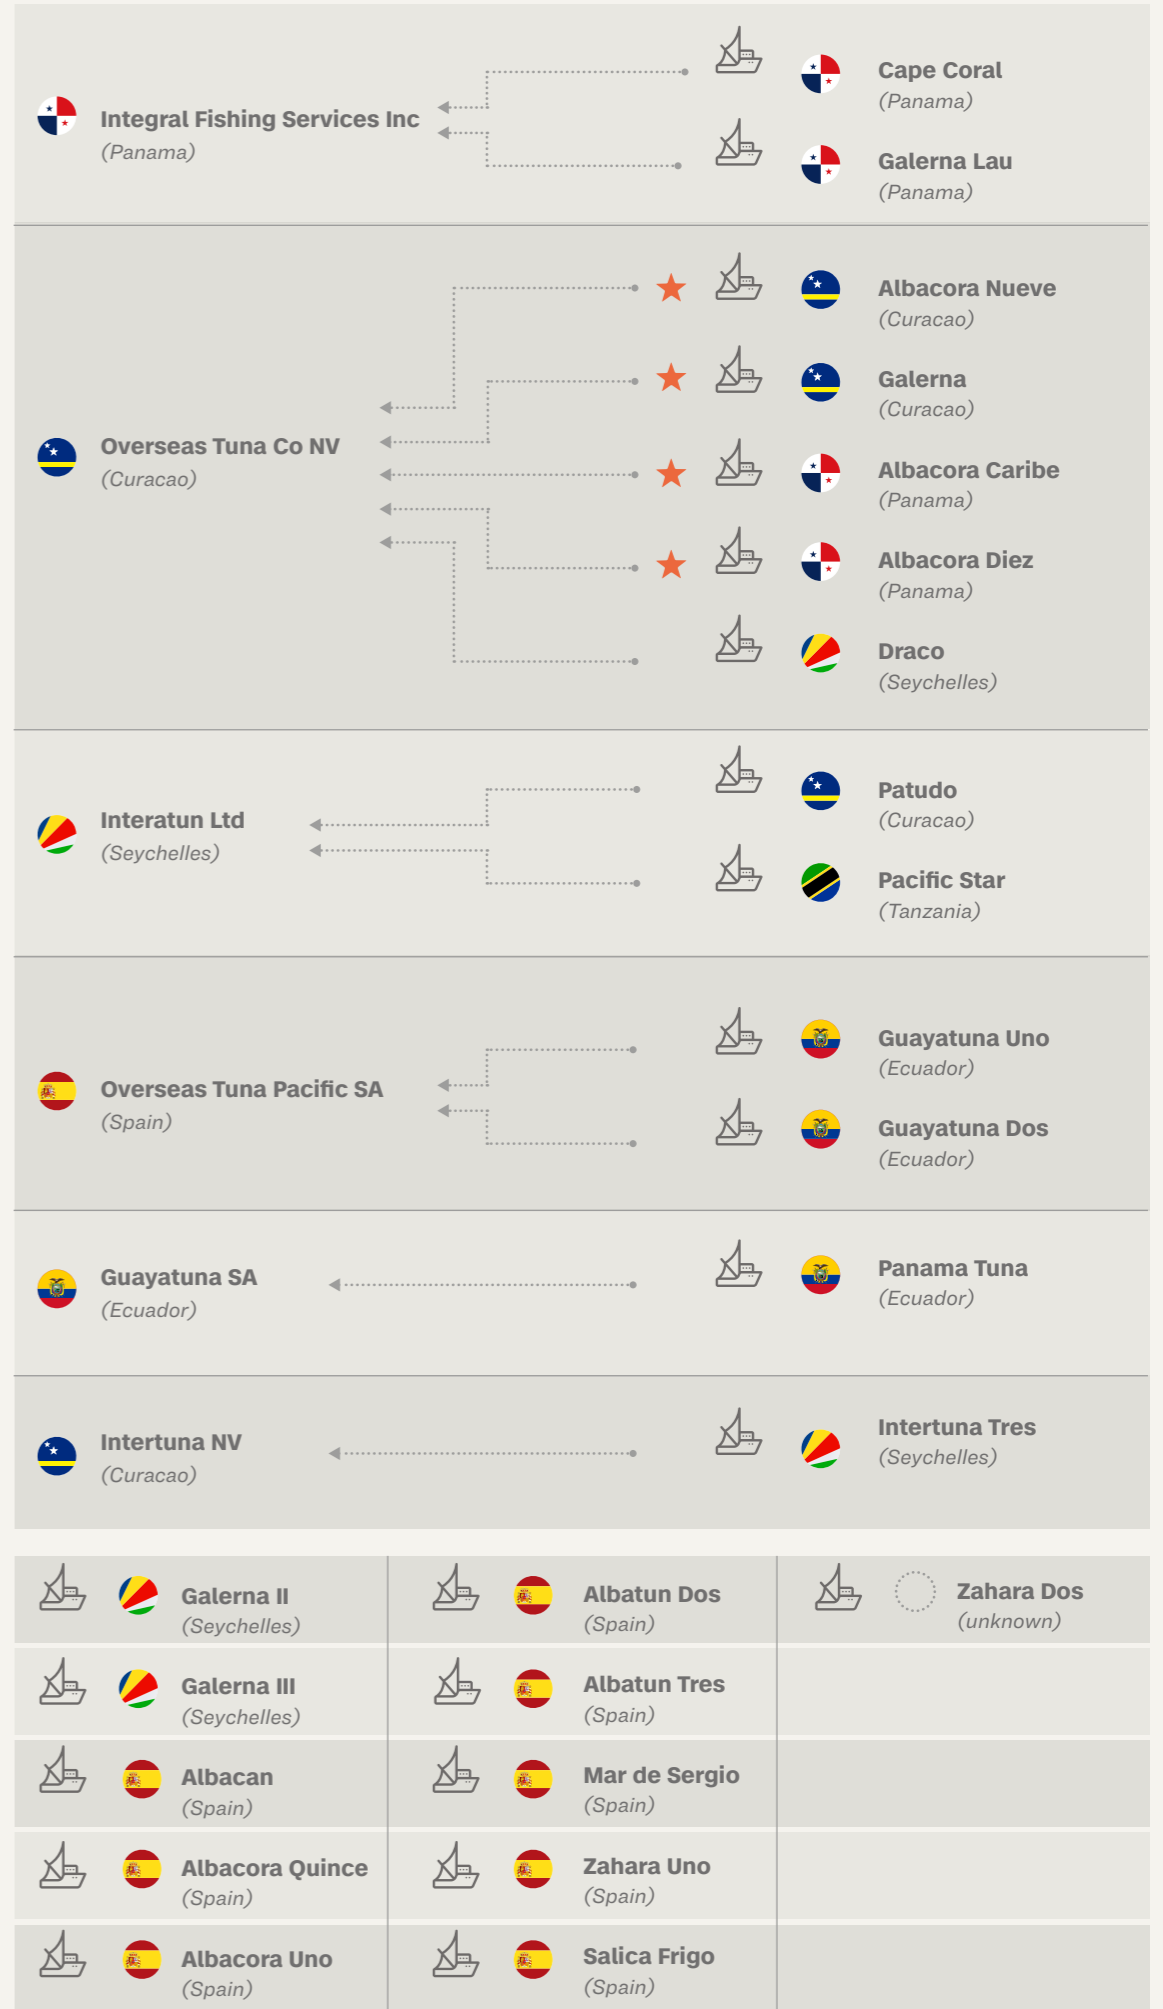 Cape Coral
(Panama)
Integral Fishing Services Inc
(Panama)
Galerna Lau
(Panama)
Albacora Nueve
(Curacao)
Galerna
(Curacao)
Overseas Tuna Co NV
(Curacao)
Albacora Caribe
(Panama)
Albacora Diez
(Panama)
Draco
(Seychelles)
Interatun Ltd
(Seychelles)
Patudo
(Curacao)
Pacific Star
(Tanzania)
Overseas Tuna Pacific SA
(Spain)
Guayatuna Uno
(Ecuador)
Guayatuna Dos
(Ecuador)
Guayatuna SA
(Ecuador)
Panama Tuna
(Ecuador)
Intertuna NV
(Curacao)
Intertuna Tres
(Seychelles)
Galerna II
(Seychelles)
Galerna III
(Seychelles)
Albacan
(Spain)
Albacora Quince
(Spain)
Albacora Uno
(Spain)
Albatun Dos
(Spain)
Albatun Tres
(Spain)
Mar de Sergio
(Spain)
Zahara Uno
(Spain)
Salica Frigo
(Spain)
Zahara Dos
(unknown)